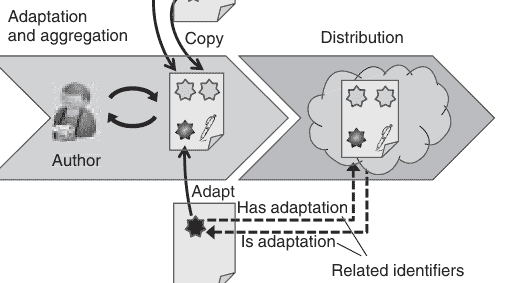 Adaptation
and aggregation
Copy
Distribution
Author
Adapt
Has adaptation
Is adaptation
Related identifiers